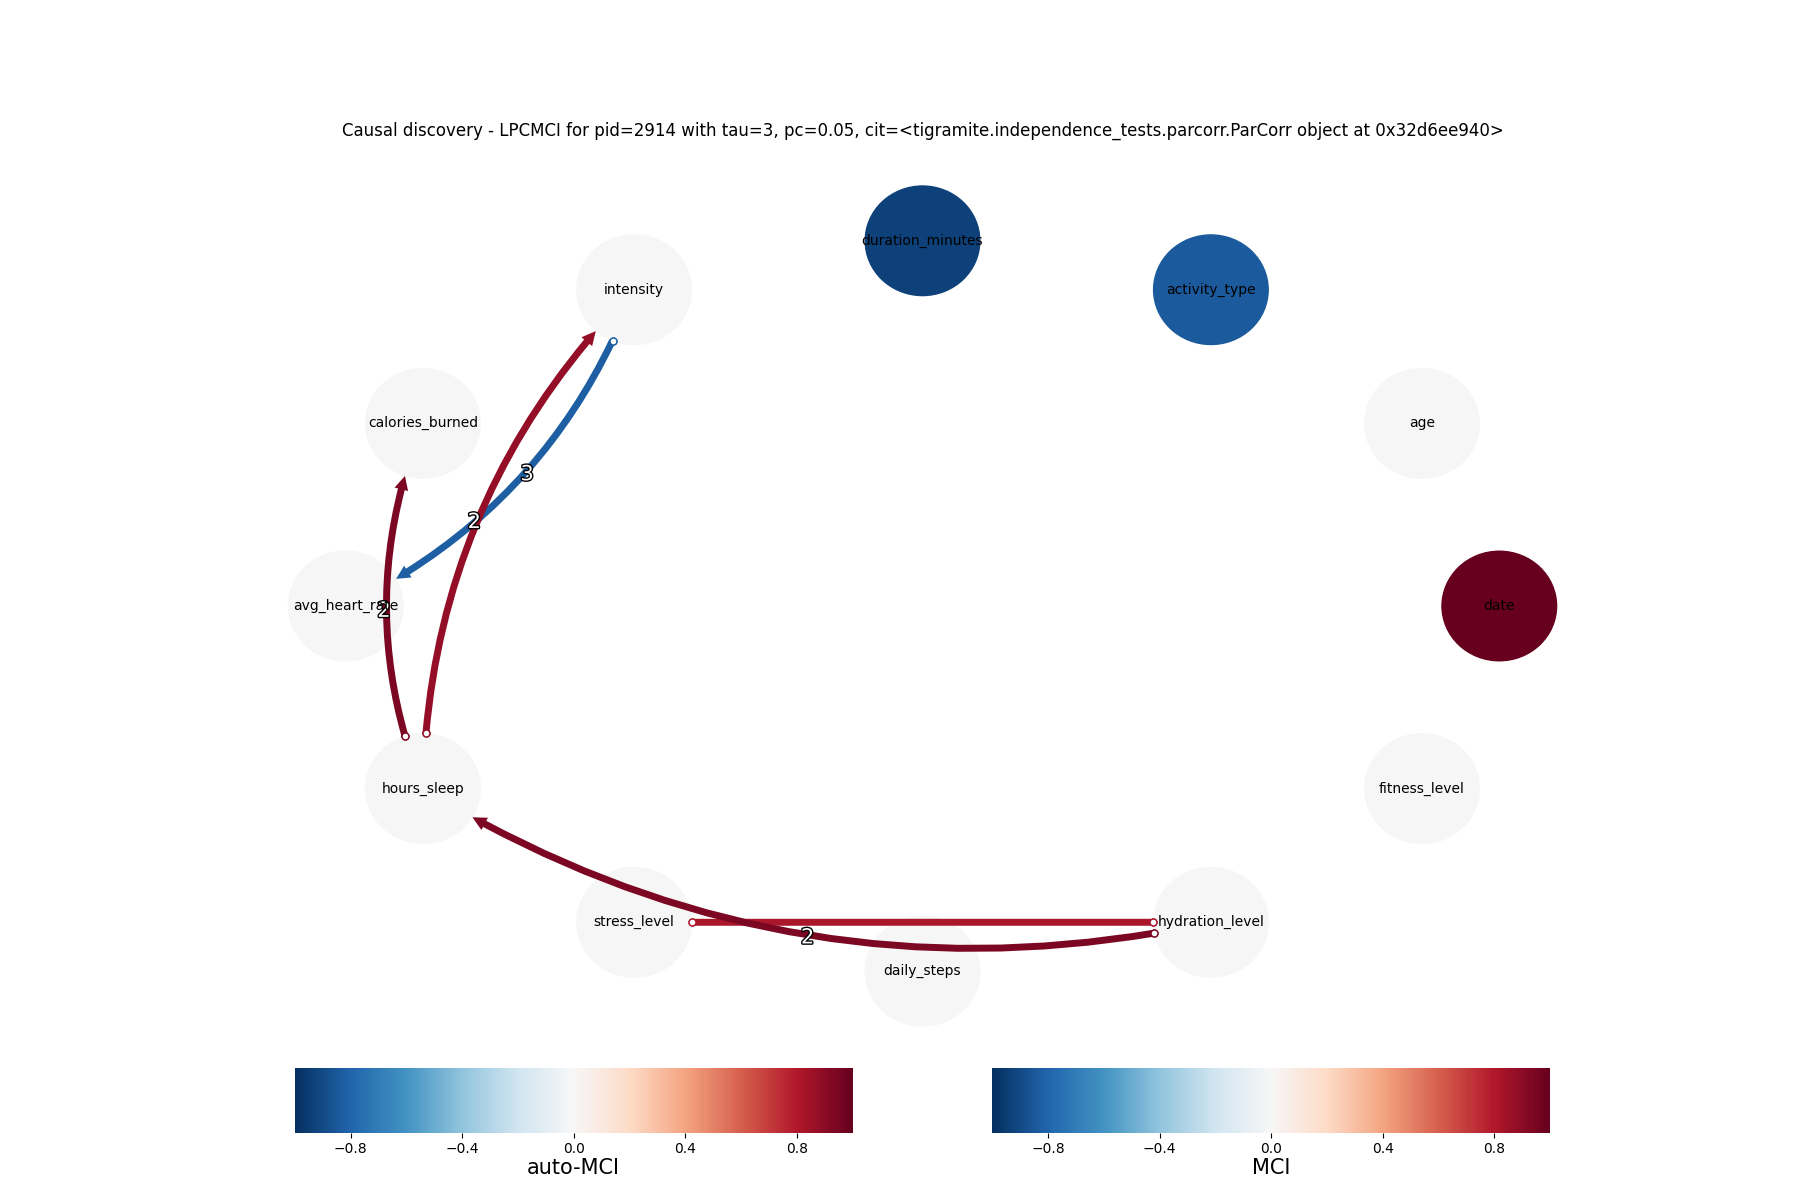 Causal discovery - LPCMCI for pid=2914 with tau=3, pc=0.05, cit=<tigramite.independence_tests.parcorr.ParCorr object at 0x32d6ee940>
duration_minutes
intensity
activity_type
calories_burned
age
3
2
avg_heart_rate
2
date
hours_sleep
fitness_level
stress_level
hydration_level
2
daily_steps
−0.8 −0.4 0.0 0.4 0.8
auto-MCI
−0.8 −0.4 0.0 0.4 0.8
MCI